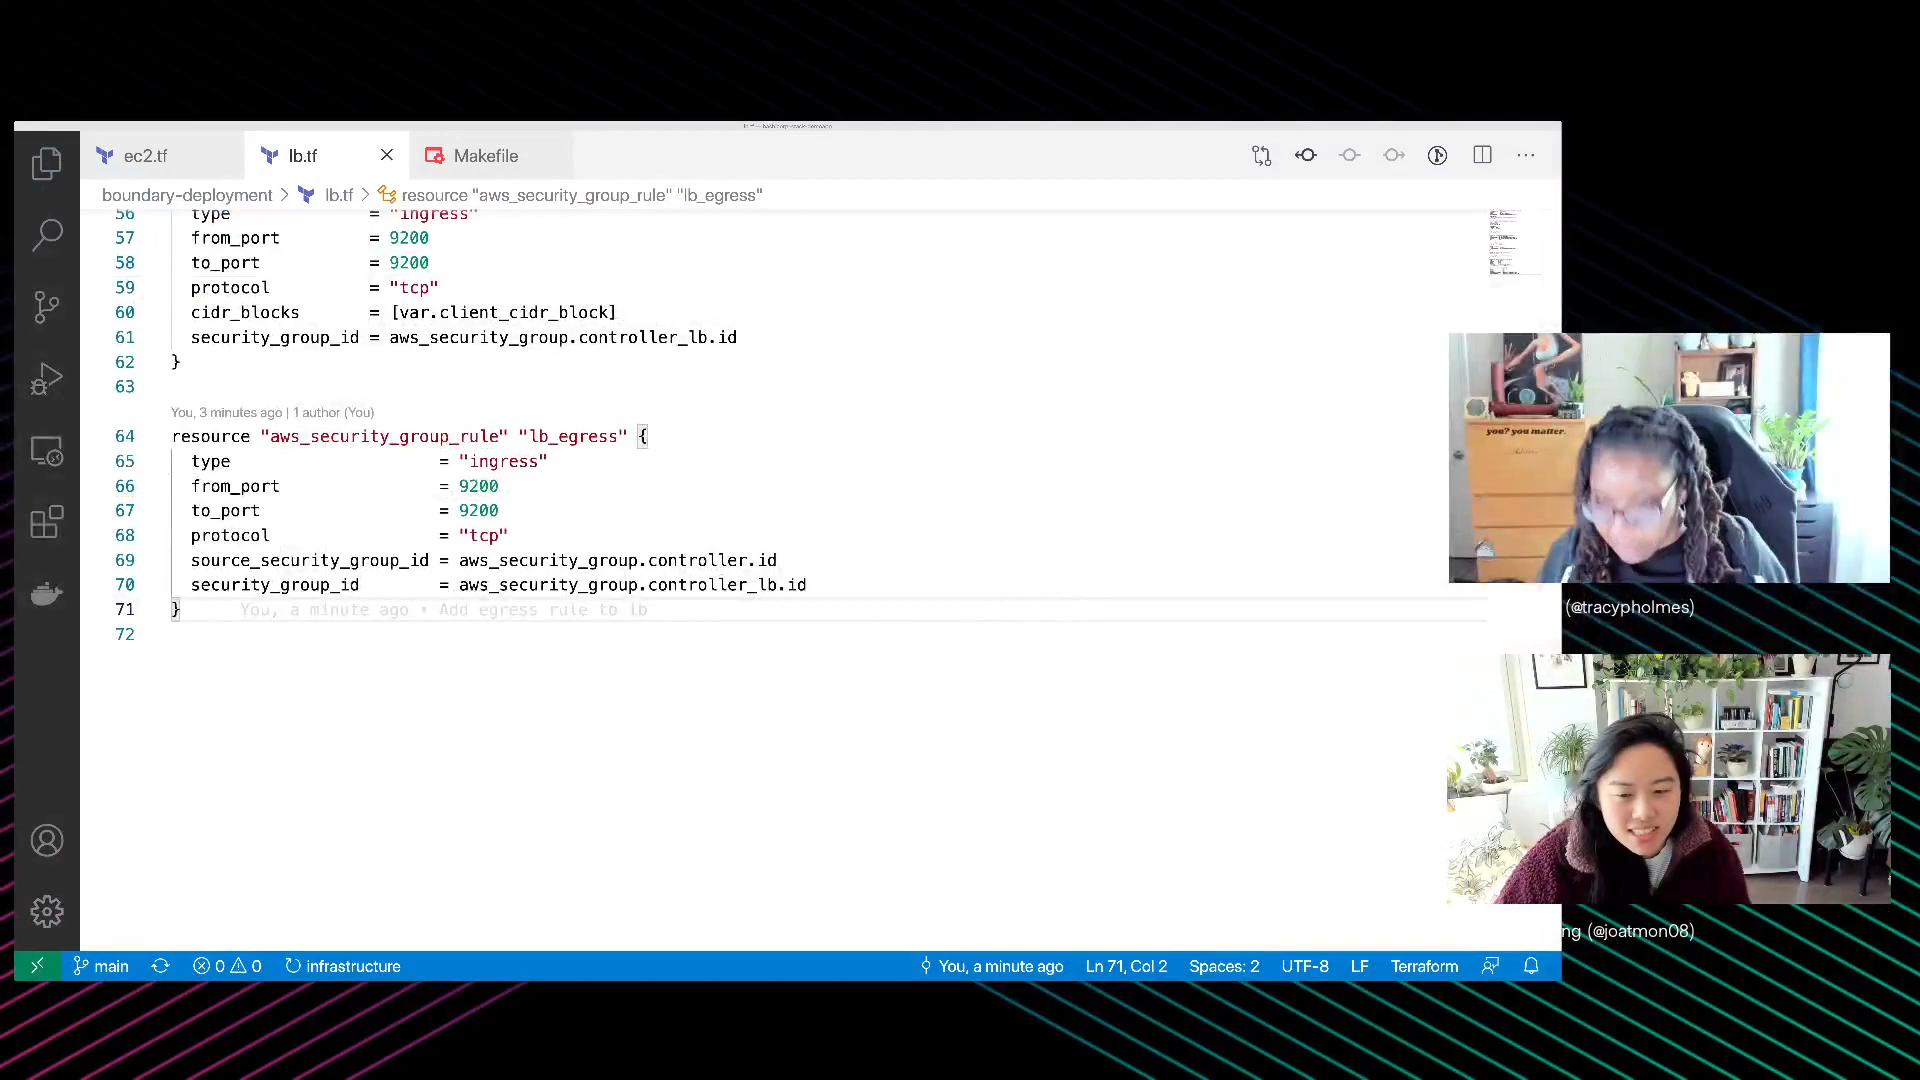 ec2.tf
lb.tf
Makefile
boundary-deployment > lb.tf > resource "aws_security_group_rule" "lb_egress"
56 type = "ingress"
57 from_port = 9200
58 to_port = 9200
59 protocol = "tcp"
60 cidr_blocks = [var.client_cidr_block]
61 security_group_id = aws_security_group.controller_lb.id
62 }
63
You, 3 minutes ago | 1 author (You)
64 resource "aws_security_group_rule" "lb_egress" {
65 type = "ingress"
66 from_port = 9200
67 to_port = 9200
68 protocol = "tcp"
69 source_security_group_id = aws_security_group.controller.id
70 security_group_id = aws_security_group.controller_lb.id
71 } You, a minute ago • Add egress rule to lb
72
you? you matter.
(@tracypholmes)
ng (@joatmon08)
main 0 0 infrastructure You, a minute ago Ln 71, Col 2 Spaces: 2 UTF-8 LF Terraform